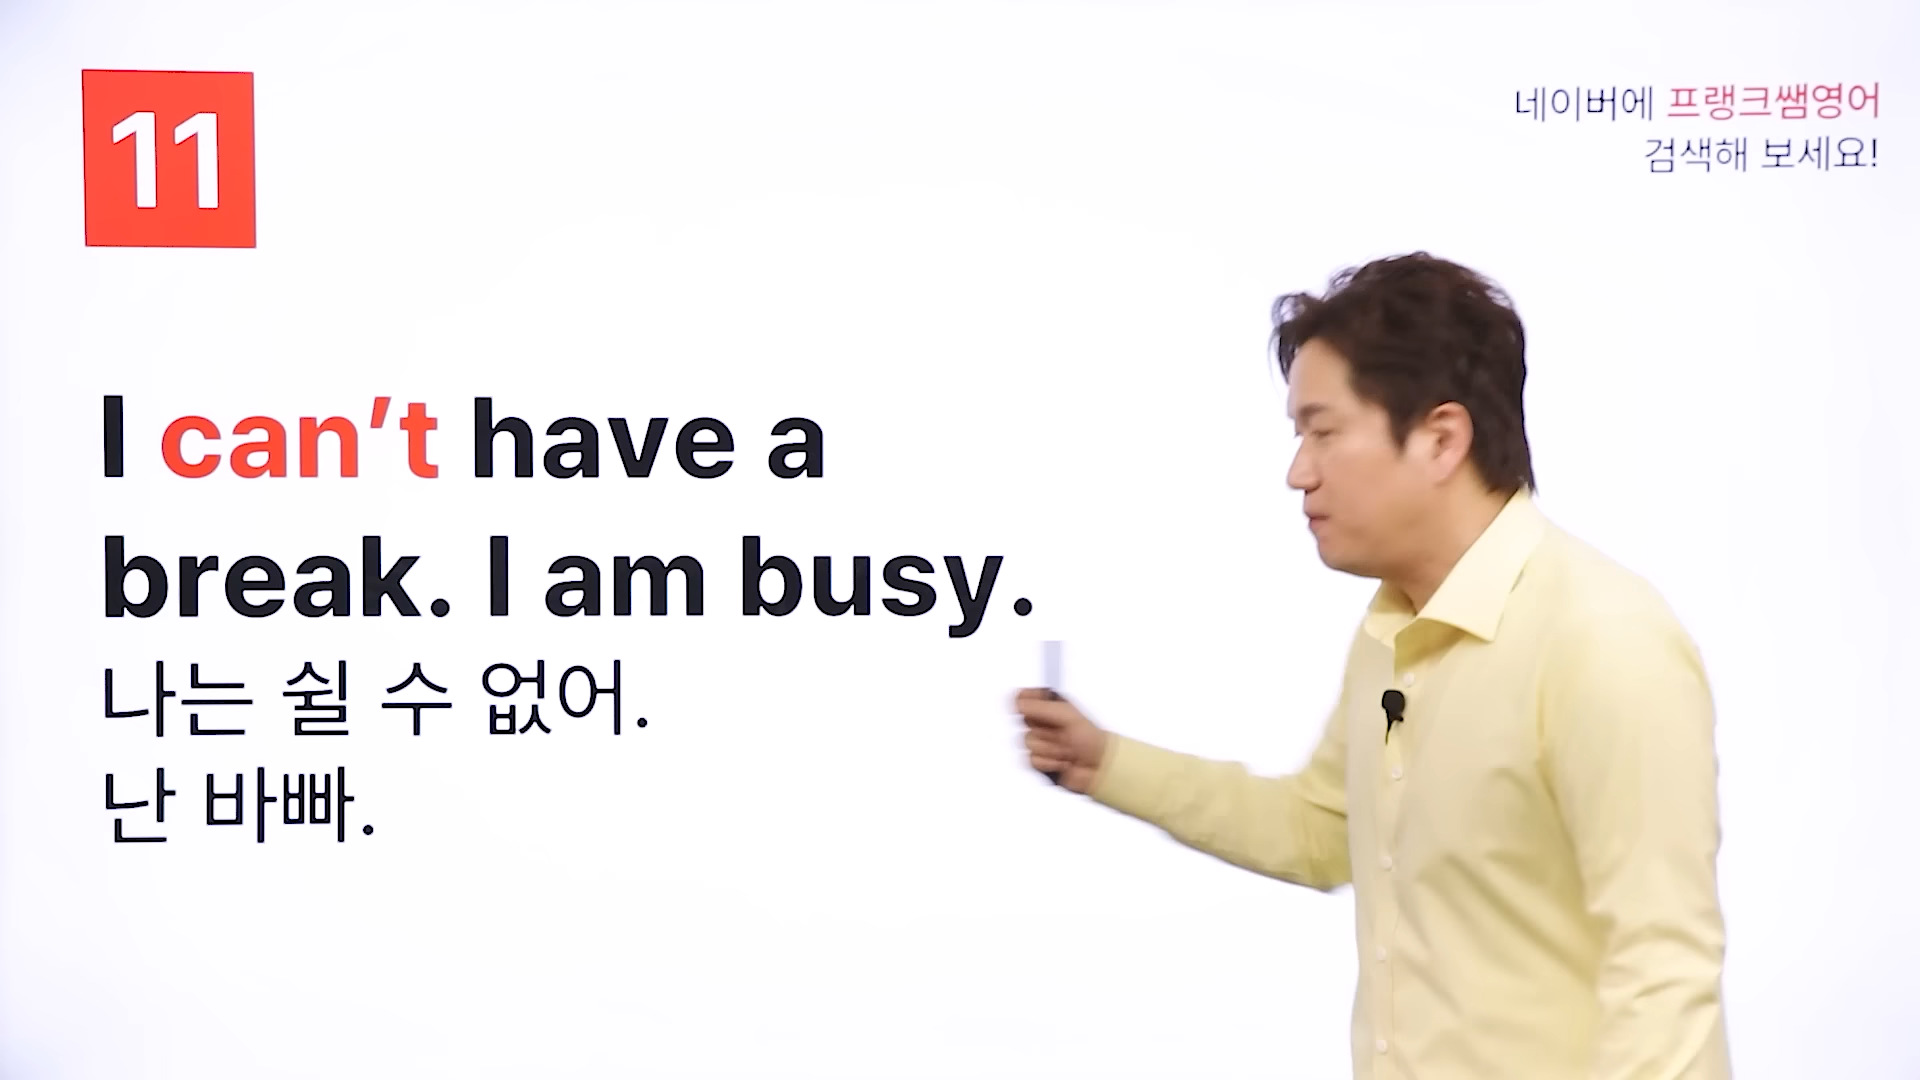 11
네이버에 프랭크쌤영어
검색해 보세요!
I can't have a
break. I am busy.
나는 쉴 수 없어.
난 바빠.